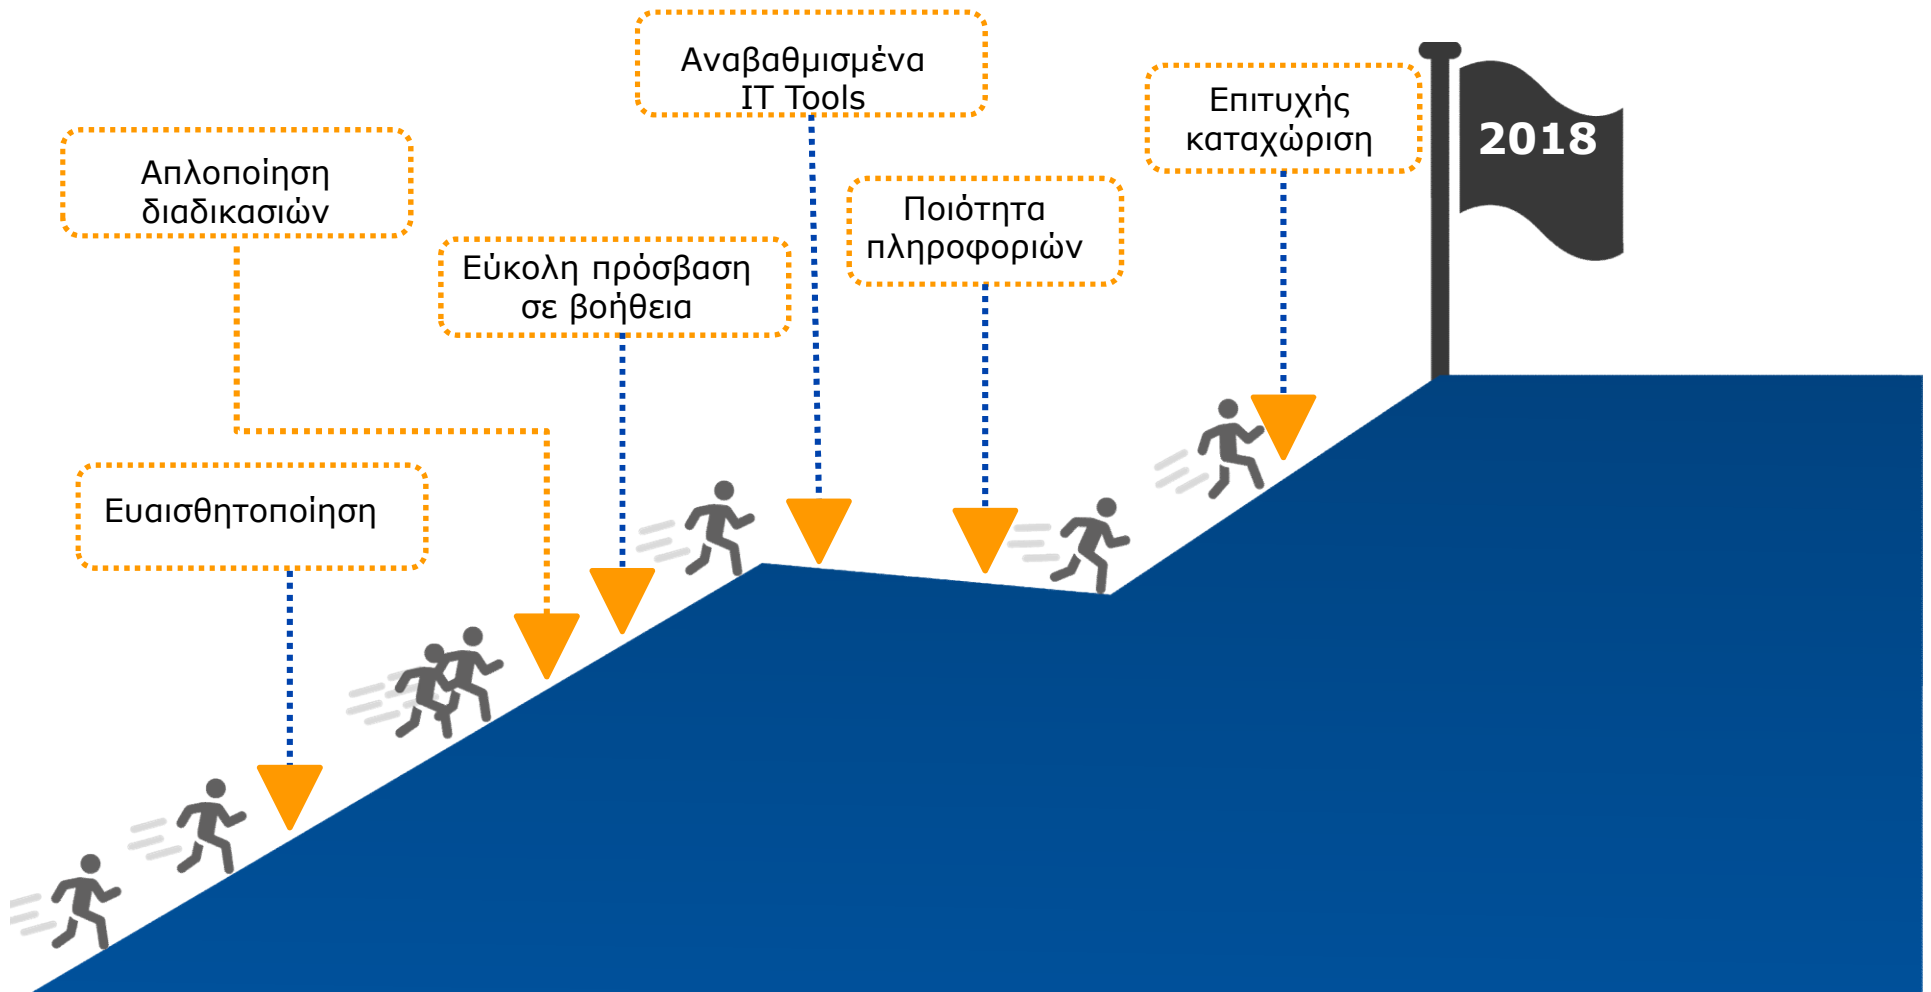 Αναβαθμισμένα
IT Tools
Επιτυχής
καταχώριση
2018
Απλοποίηση
διαδικασιών
Ποιότητα
πληροφοριών
Εύκολη πρόσβαση
σε βοήθεια
Ευαισθητοποίηση